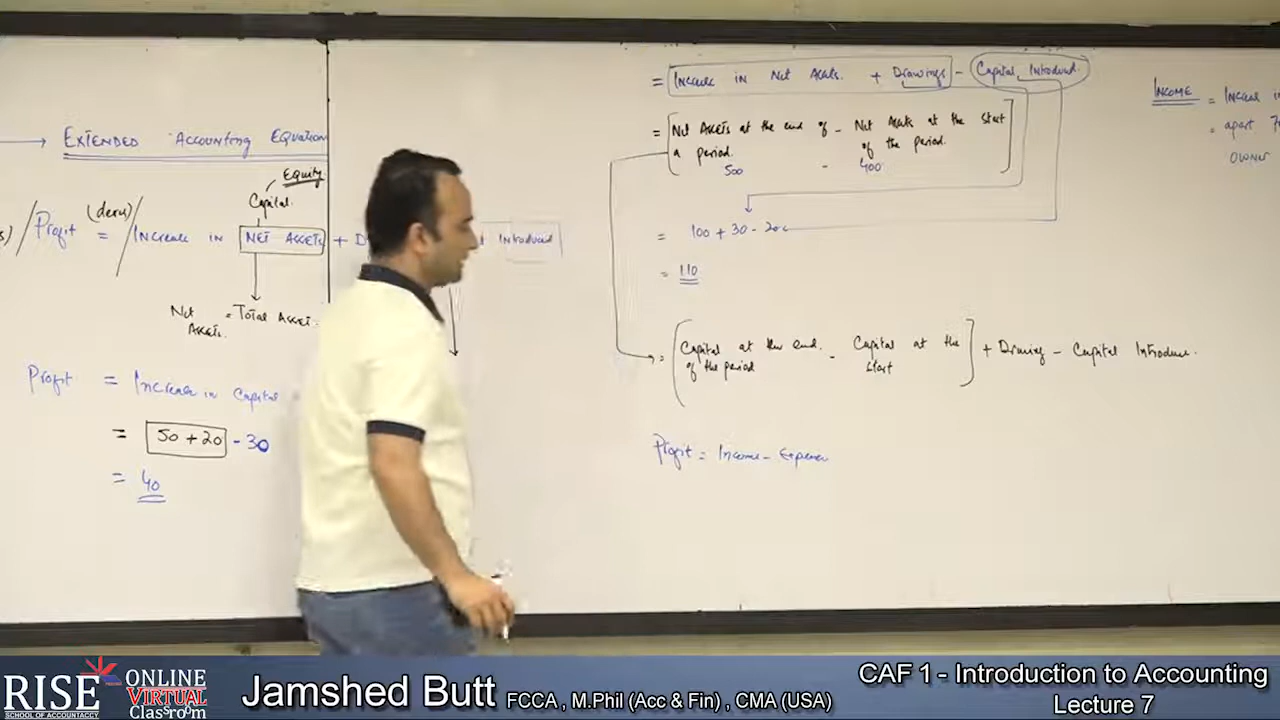 EXTENDED ACCOUNTING EQUATION
Equity
Capital.
s) / Profit = / INCREASE IN NET ASSETS + D
Introduced
Net Assets. = Total Assets
Profit = Increase in Capital
= 50 + 20 - 30
= 40
= Increase in Net Assets. + Drawings - Capital Introduced.
= [Net Assets at the end of a period. - Net Assets at the start of the period.]
500 - 400
= 100 + 30 - 20
= 110
= (Capital at the end. of the period - Capital at the start] + Drawing - Capital Introduce.
Profit = Income -
INCOME = Increase in
= apart
OWNER
RISE
SCHOOL OF ACCOUNTACY
ONLINE
VIRTUAL
Classroom
Jamshed Butt FCCA , M.Phil (Acc & Fin) , CMA (USA)
CAF 1 - Introduction to Accounting
Lecture 7